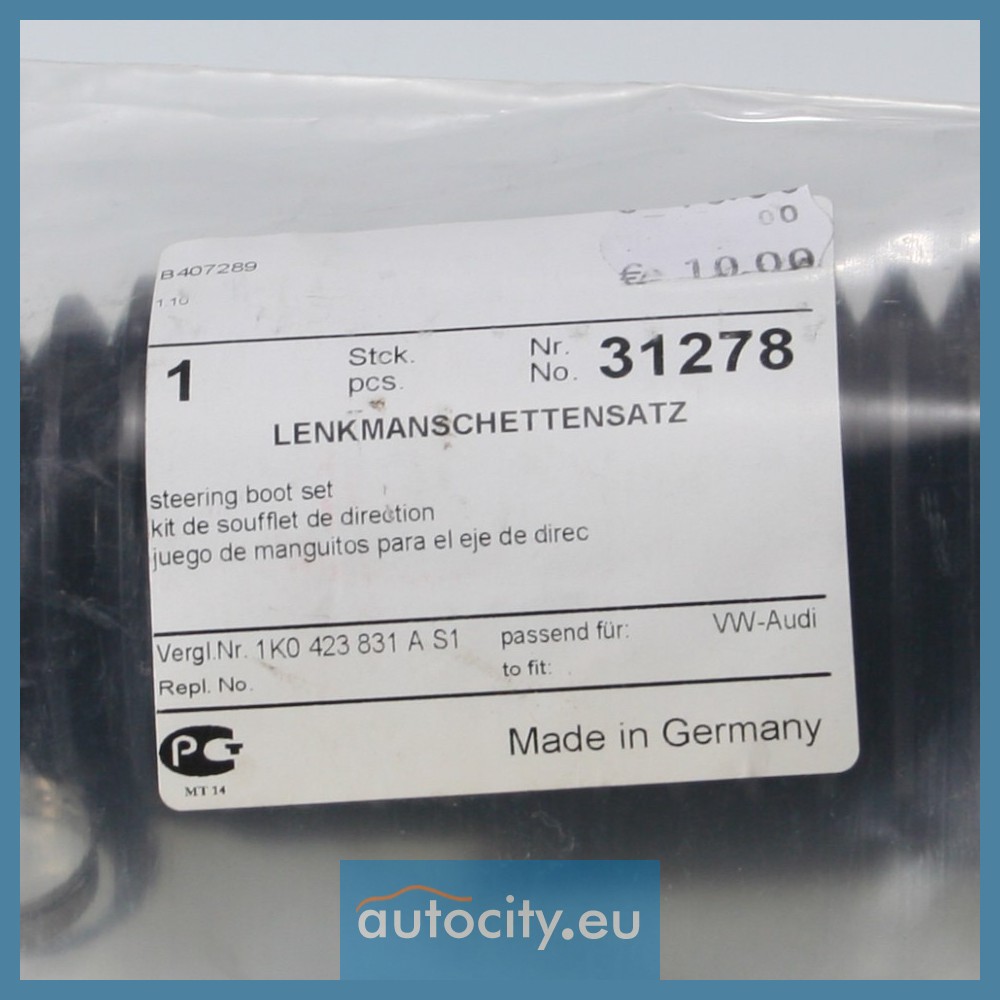 00
€ 10.00
B407289
1.10
1 Stck. Nr. 31278
pcs. No.
LENKMANSCHETTENSATZ
steering boot set
kit de soufflet de direction
juego de manguitos para el eje de direc
Vergl.Nr. 1K0 423 831 A S1 passend für: VW-Audi
Repl. No. to fit:
PCT Made in Germany
MT 14
autocity.eu